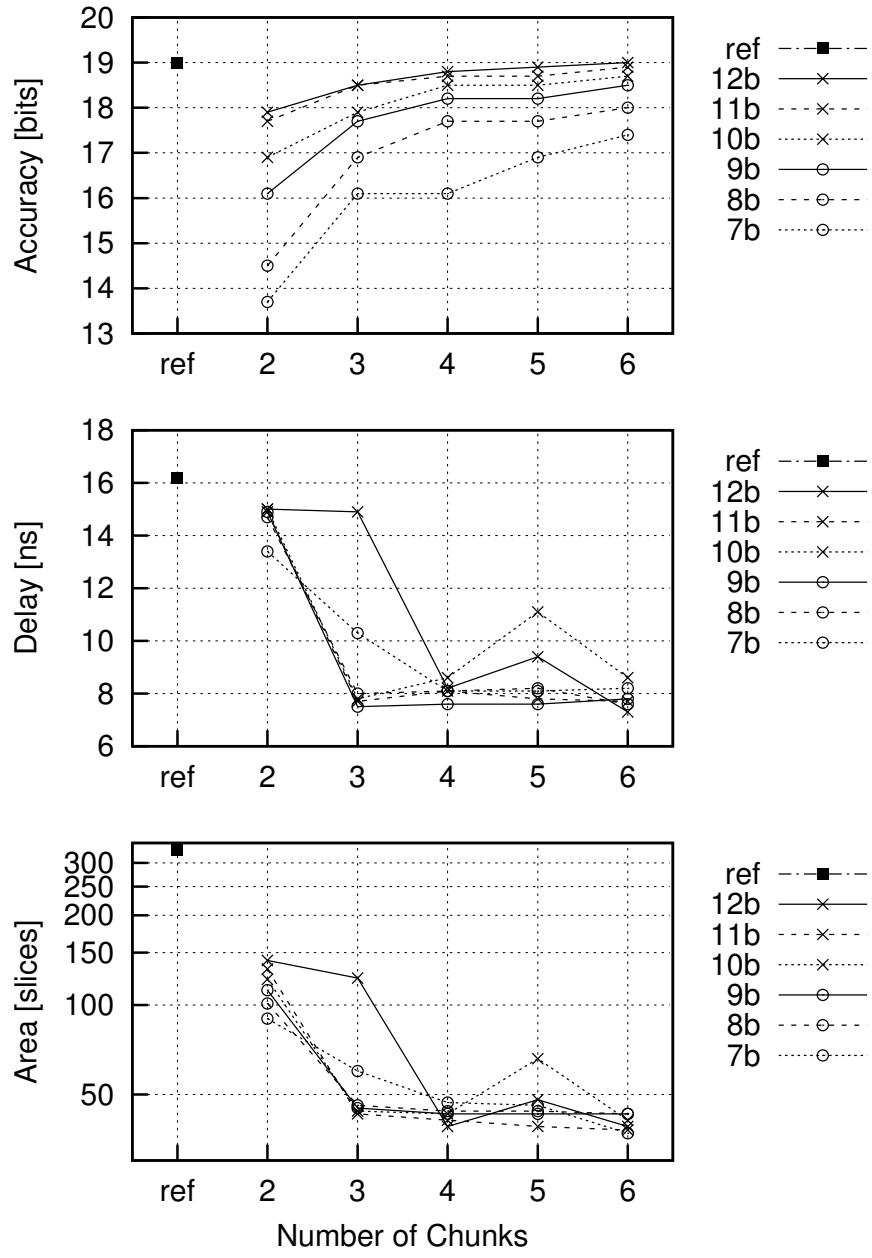 Accuracy [bits]
20
19
18
17
16
15
14
13
ref 2 3 4 5 6
ref
12b
11b
10b
9b
8b
7b
Delay [ns]
18
16
14
12
10
8
6
ref 2 3 4 5 6
ref
12b
11b
10b
9b
8b
7b
Area [slices]
300
250
200
150
100
50
ref 2 3 4 5 6
Number of Chunks
ref
12b
11b
10b
9b
8b
7b